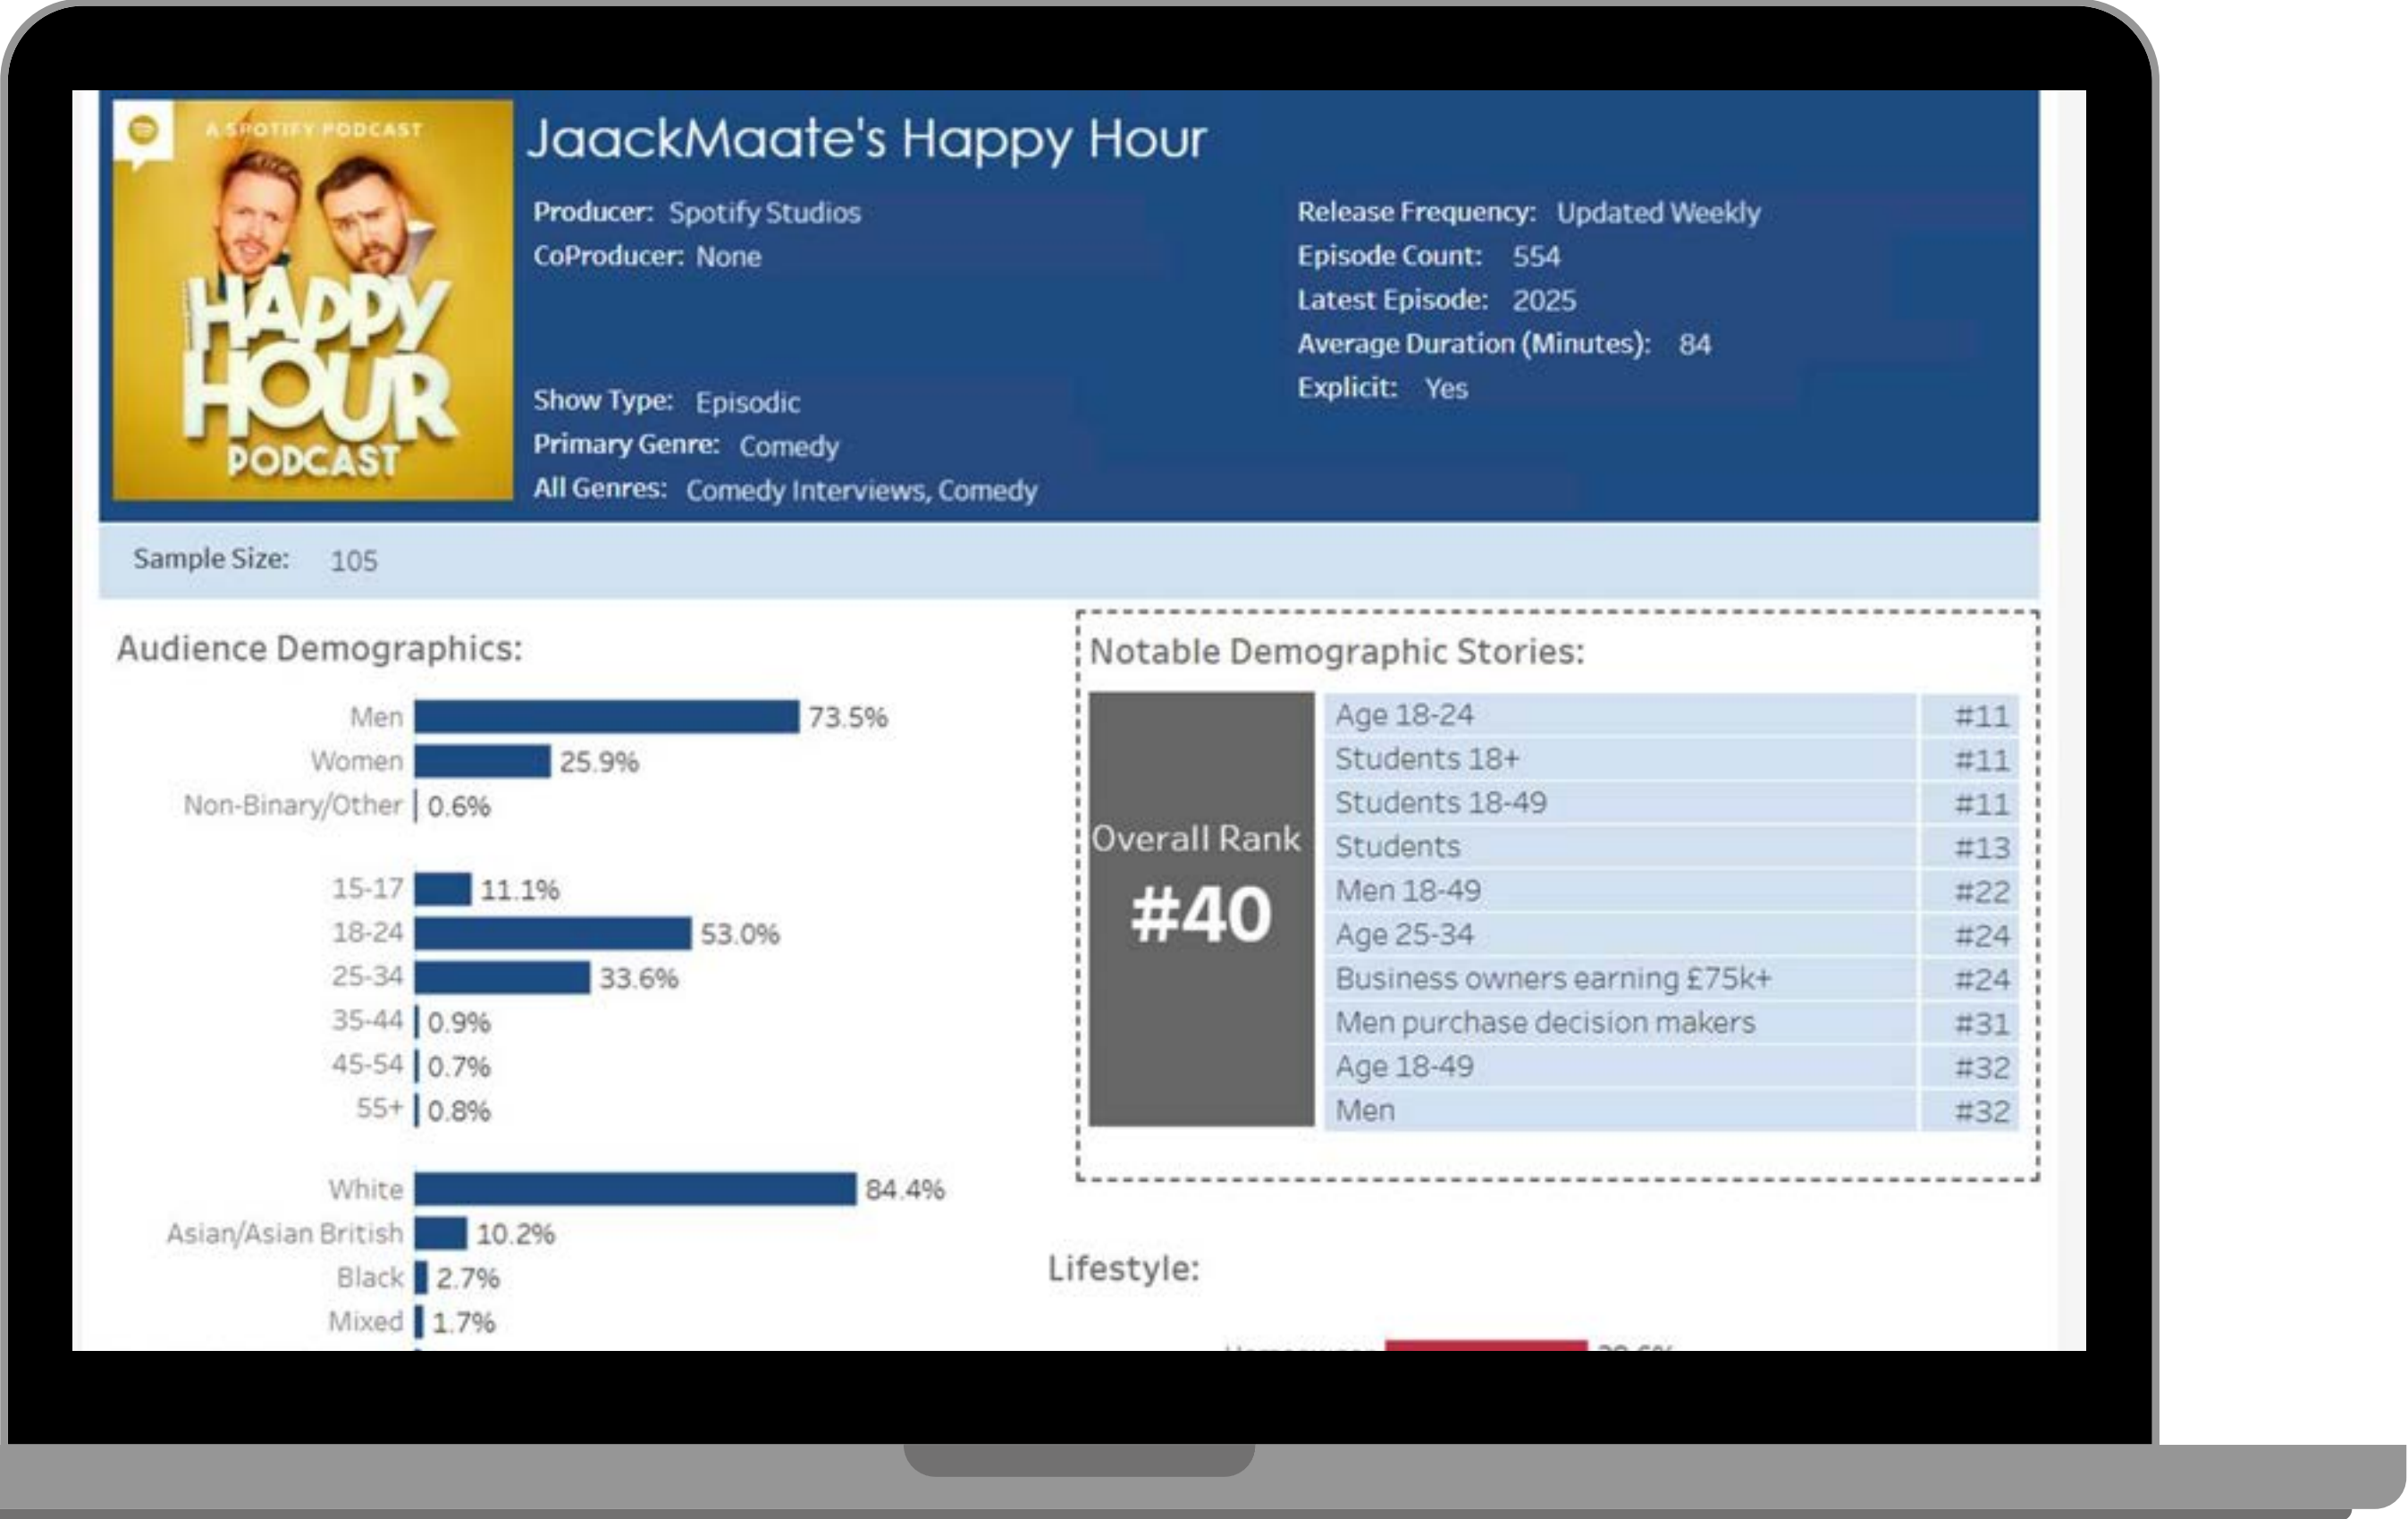 A SPOTIFY PODCAST
HAPPY
HOUR
PODCAST
JaackMaate's Happy Hour
Producer: Spotify Studios
CoProducer: None
Show Type: Episodic
Primary Genre: Comedy
All Genres: Comedy Interviews, Comedy
Release Frequency: Updated Weekly
Episode Count: 554
Latest Episode: 2025
Average Duration (Minutes): 84
Explicit: Yes
Sample Size: 105
Audience Demographics:
Men 73.5%
Women 25.9%
Non-Binary/Other 0.6%
15-17 11.1%
18-24 53.0%
25-34 33.6%
35-44 0.9%
45-54 0.7%
55+ 0.8%
White 84.4%
Asian/Asian British 10.2%
Black 2.7%
Mixed 1.7%
Notable Demographic Stories:
Overall Rank
#40
Age 18-24 #11
Students 18+ #11
Students 18-49 #11
Students #13
Men 18-49 #22
Age 25-34 #24
Business owners earning £75k+ #24
Men purchase decision makers #31
Age 18-49 #32
Men #32
Lifestyle: